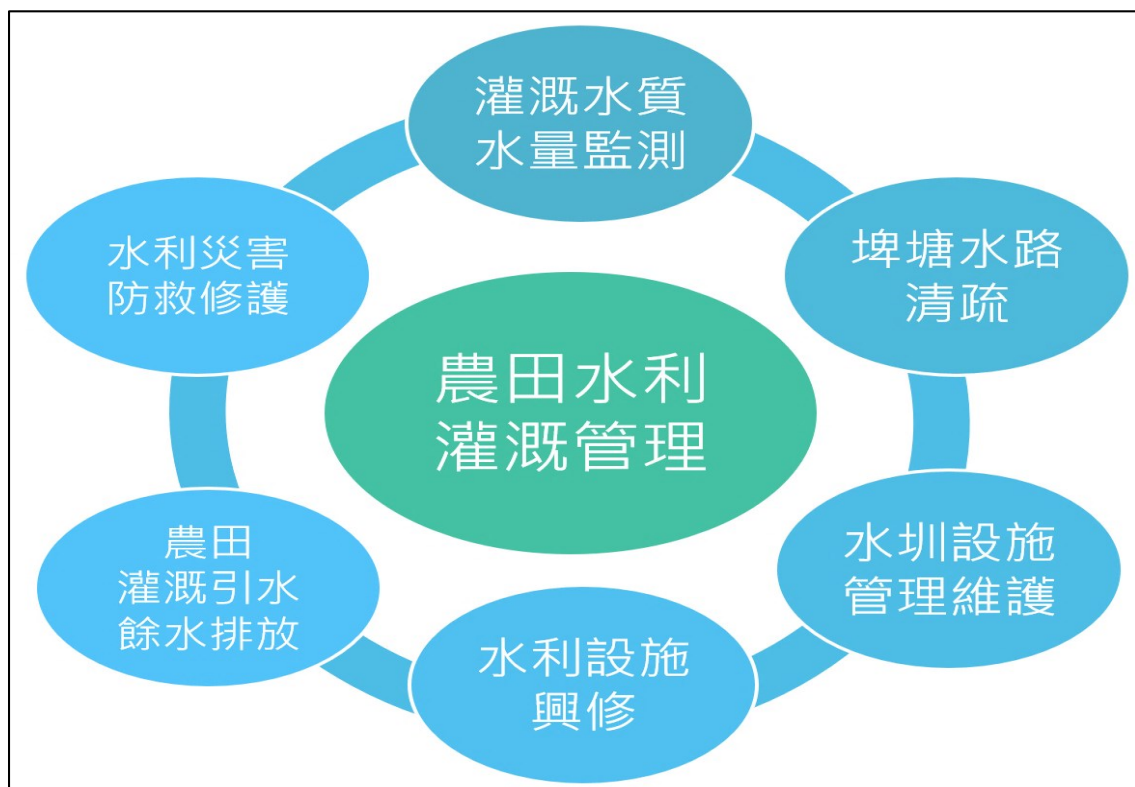 灌溉水質
水量監測
埤塘水路
清疏
水圳設施
管理維護
水利設施
興修
農田
灌溉引水
餘水排放
水利災害
防救修護
農田水利
灌溉管理